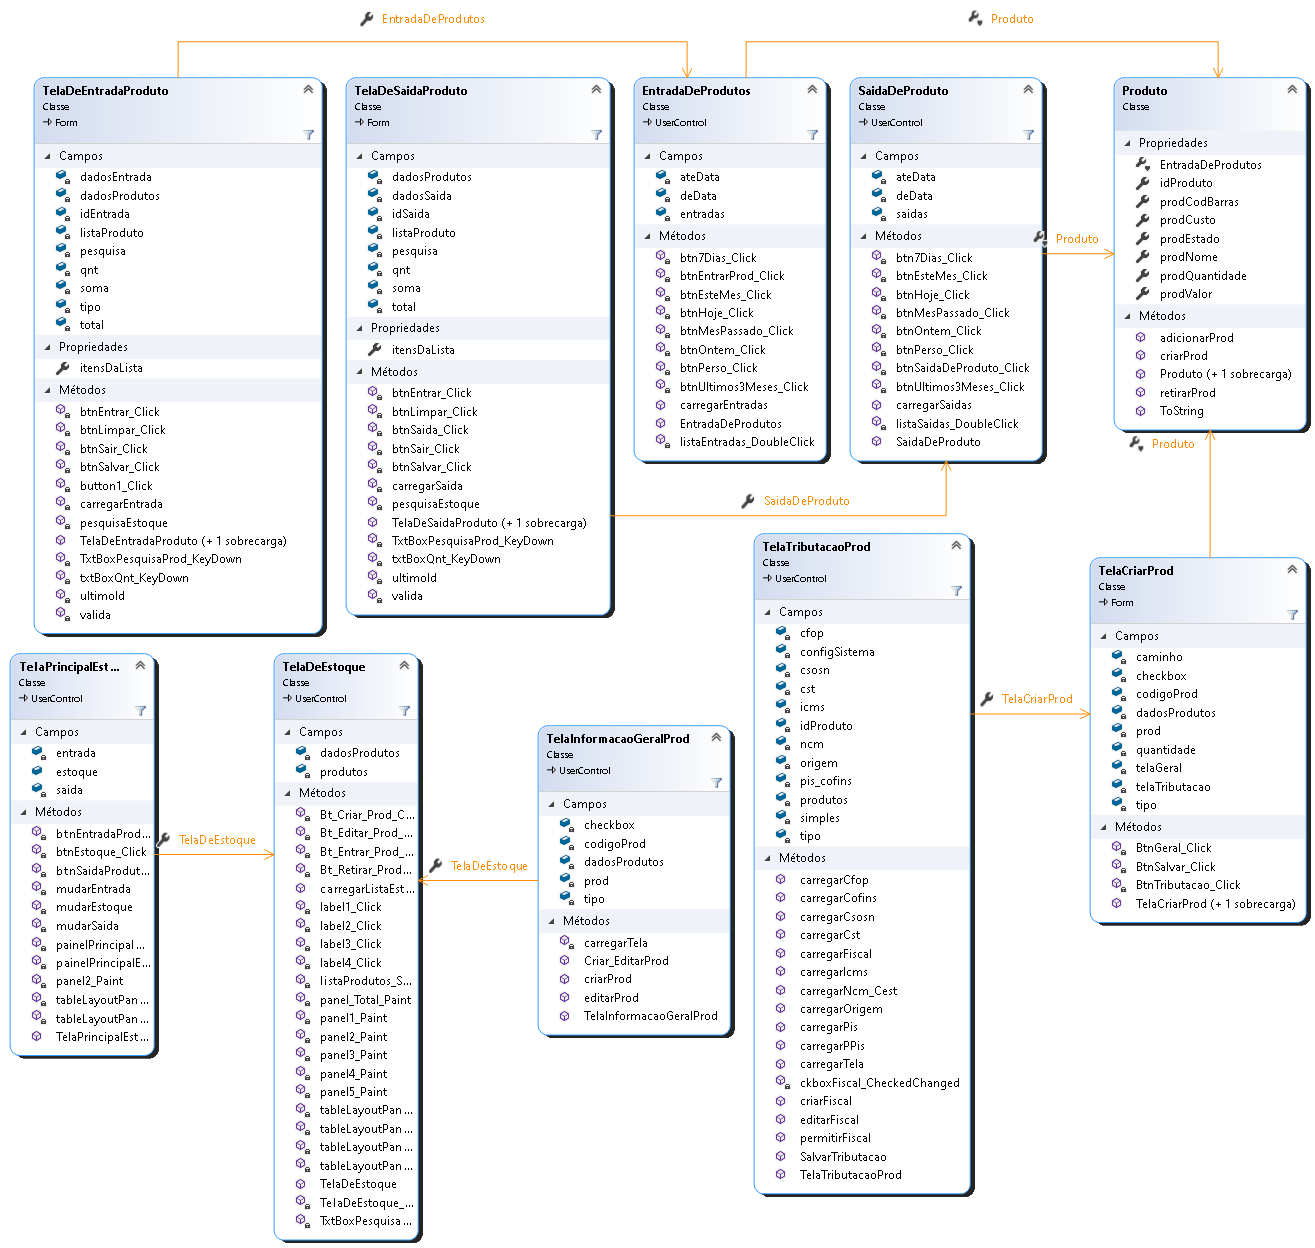 EntradaDeProdutos
Produto
TelaDeEntradaProduto
Classe
Form
Campos
dadosEntrada
dadosProdutos
idEntrada
listaProduto
pesquisa
qnt
soma
tipo
total
Propriedades
itensDaLista
Métodos
btnEntrar_Click
btnLimpar_Click
btnSair_Click
btnSalvar_Click
button1_Click
carregarEntrada
pesquisaEstoque
TelaDeEntradaProduto (+ 1 sobrecarga)
TxtBoxPesquisaProd_KeyDown
txtBoxQnt_KeyDown
ultimoId
valida
TelaDeSaidaProduto
Classe
Form
Campos
dadosProdutos
dadosSaida
idSaida
listaProduto
pesquisa
qnt
soma
total
Propriedades
itensDaLista
Métodos
btnEntrar_Click
btnLimpar_Click
btnSaida_Click
btnSair_Click
btnSalvar_Click
carregarSaida
pesquisaEstoque
TelaDeSaidaProduto (+ 1 sobrecarga)
TxtBoxPesquisaProd_KeyDown
txtBoxQnt_KeyDown
ultimoId
valida
EntradaDeProdutos
Classe
UserControl
Campos
ateData
deData
entradas
Métodos
btn7Dias_Click
btnEntrarProd_Click
btnEsteMes_Click
btnHoje_Click
btnMesPassado_Click
btnOntem_Click
btnPerso_Click
btnUltimos3Meses_Click
carregarEntradas
EntradaDeProdutos
listaEntradas_DoubleClick
SaidaDeProduto
Classe
UserControl
Campos
ateData
deData
saidas
Métodos
btn7Dias_Click
btnEsteMes_Click
btnHoje_Click
btnMesPassado_Click
btnOntem_Click
btnPerso_Click
btnSaidaDeProduto_Click
btnUltimos3Meses_Click
carregarSaidas
listaSaidas_DoubleClick
SaidaDeProduto
Produto
Produto
Classe
Propriedades
EntradaDeProdutos
idProduto
prodCodBarras
prodCusto
prodEstado
prodNome
prodQuantidade
prodValor
Métodos
adicionarProd
criarProd
Produto (+ 1 sobrecarga)
retirarProd
ToString
Produto
SaidaDeProduto
TelaPrincipalEst...
Classe
UserControl
Campos
entrada
estoque
saida
Métodos
btnEntradaProd...
btnEstoque_Click
btnSaidaProdut...
mudarEntrada
mudarEstoque
mudarSaida
painelPrincipal...
painelPrincipalE...
panel2_Paint
tableLayoutPan...
tableLayoutPan...
TelaPrincipalEst...
TelaDeEstoque
TelaDeEstoque
Classe
UserControl
Campos
dadosProdutos
produtos
Métodos
Bt_Criar_Prod_C...
Bt_Editar_Prod_...
Bt_Entrar_Prod_...
Bt_Retirar_Prod...
carregarListaEst...
label1_Click
label2_Click
label3_Click
label4_Click
listaProdutos_S...
panel_Total_Paint
panel1_Paint
panel2_Paint
panel3_Paint
panel4_Paint
panel5_Paint
tableLayoutPan...
tableLayoutPan...
tableLayoutPan...
tableLayoutPan...
TelaDeEstoque
TelaDeEstoque_...
TxtBoxPesquisa...
TelaDeEstoque
TelaInformacaoGeralProd
Classe
UserControl
Campos
checkbox
codigoProd
dadosProdutos
prod
tipo
Métodos
carregarTela
Criar_EditarProd
criarProd
editarProd
TelaInformacaoGeralProd
TelaTributacaoProd
Classe
UserControl
Campos
cfop
configSistema
csosn
cst
icms
idProduto
ncm
origem
pis_cofins
produtos
simples
tipo
Métodos
carregarCfop
carregarCofins
carregarCsosn
carregarCst
carregarFiscal
carregarIcms
carregarNcm_Cest
carregarOrigem
carregarPis
carregarPPis
carregarTela
ckboxFiscal_CheckedChanged
criarFiscal
editarFiscal
permitirFiscal
SalvarTributacao
TelaTributacaoProd
TelaCriarProd
TelaCriarProd
Classe
Form
Campos
caminho
checkbox
codigoProd
dadosProdutos
prod
quantidade
telaGeral
telaTributacao
tipo
Métodos
BtnGeral_Click
BtnSalvar_Click
BtnTributacao_Click
TelaCriarProd (+ 1 sobrecarga)